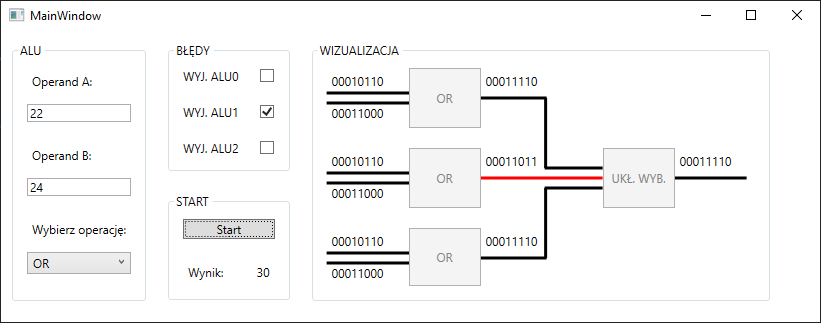 MainWindow
ALU
Operand A:
22
Operand B:
24
Wybierz operację:
OR
BŁĘDY
WYJ. ALU0
WYJ. ALU1
WYJ. ALU2
START
Start
Wynik: 30
WIZUALIZACJA
00010110
00011000
OR
00011110
00010110
00011000
OR
00011011
00010110
00011000
OR
00011110
UKŁ. WYB.
00011110